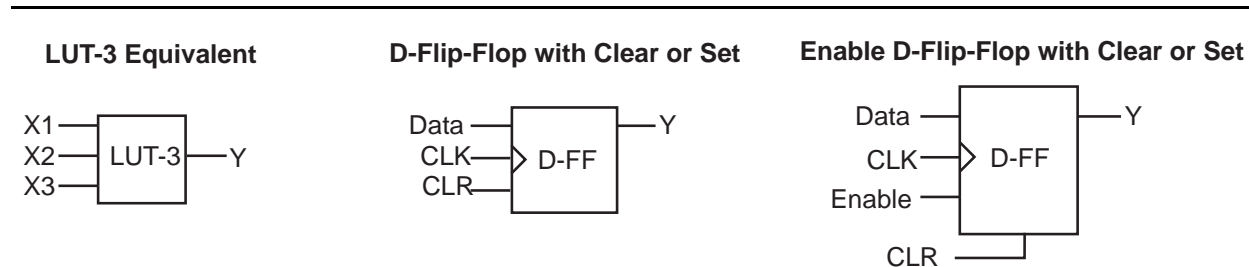 LUT-3 Equivalent
X1
X2
X3
LUT-3
Y
D-Flip-Flop with Clear or Set
Data
CLK
CLR
D-FF
Y
Enable D-Flip-Flop with Clear or Set
Data
CLK
Enable
CLR
D-FF
Y